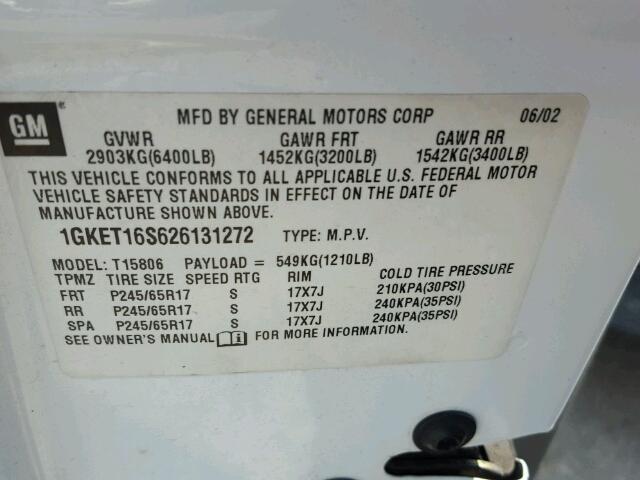 GM ®
MFD BY GENERAL MOTORS CORP 06/02
GVWR GAWR FRT GAWR RR
2903KG(6400LB) 1452KG(3200LB) 1542KG(3400LB)
THIS VEHICLE CONFORMS TO ALL APPLICABLE U.S. FEDERAL MOTOR
VEHICLE SAFETY STANDARDS IN EFFECT ON THE DATE OF
MANUFACTURE SHOWN ABOVE.
1GKET16S626131272 TYPE: M.P.V.
MODEL: T15806 PAYLOAD = 549KG(1210LB)
TPMZ TIRE SIZE SPEED RTG RIM COLD TIRE PRESSURE
FRT P245/65R17 S 17X7J 210KPA(30PSI)
RR P245/65R17 S 17X7J 240KPA(35PSI)
SPA P245/65R17 S 17X7J 240KPA(35PSI)
SEE OWNER'S MANUAL FOR MORE INFORMATION.